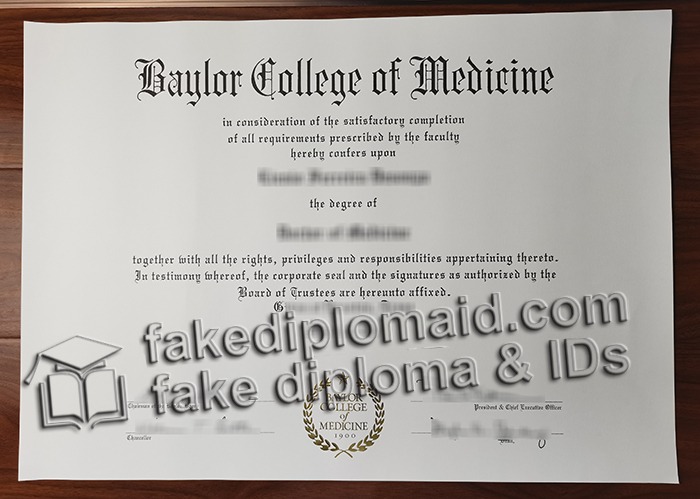 Baylor College of Medicine
in consideration of the satisfactory completion
of all requirements prescribed by the faculty
hereby confers upon
the degree of
Doctor of Medicine
together with all the rights, privileges and responsibilities appertaining thereto.
In testimony whereof, the corporate seal and the signatures as authorized by the
Board of Trustees are hereunto affixed.
fakediplomaid.com
fake diploma & IDs
BAYLOR
COLLEGE
of
MEDICINE
1900
President & Chief Executive Officer
Chancellor